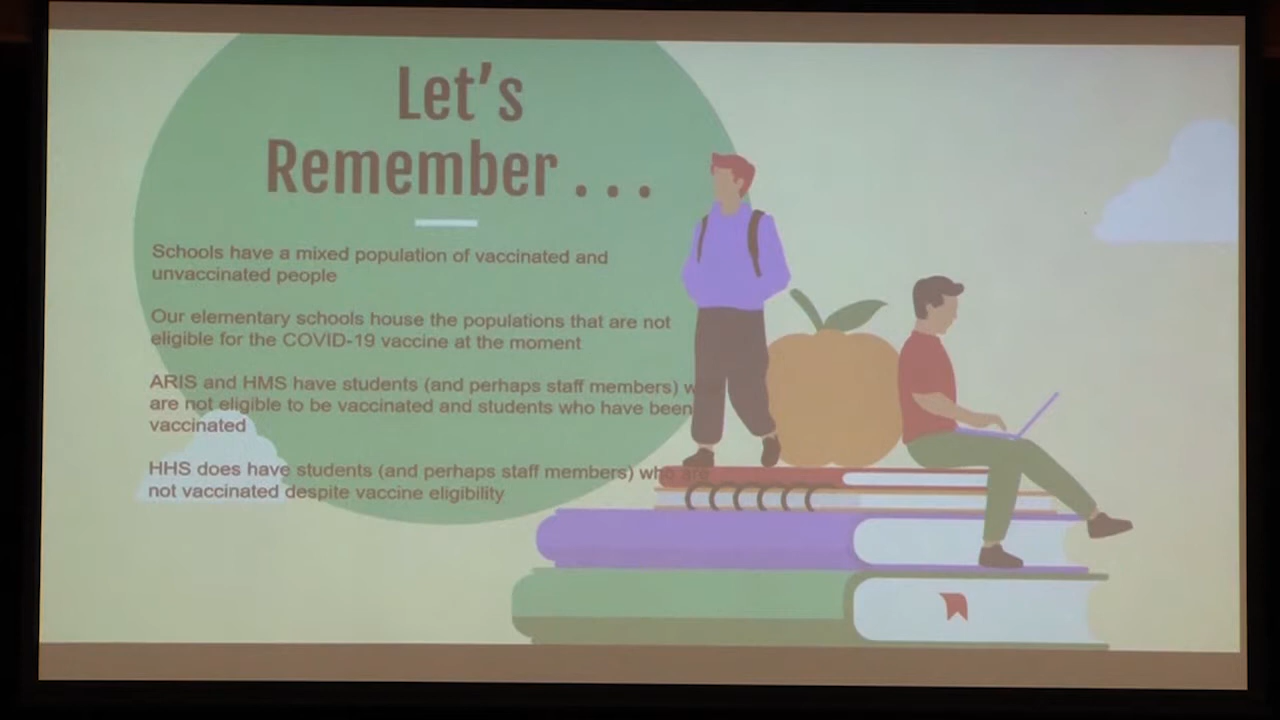 Let's
Remember . . .
Schools have a mixed population of vaccinated and
unvaccinated people
Our elementary schools house the populations that are not
eligible for the COVID-19 vaccine at the moment
ARIS and HMS have students (and perhaps staff members)
are not eligible to be vaccinated and students who have been
vaccinated
HHS does have students (and perhaps staff members) who are
not vaccinated despite vaccine eligibility